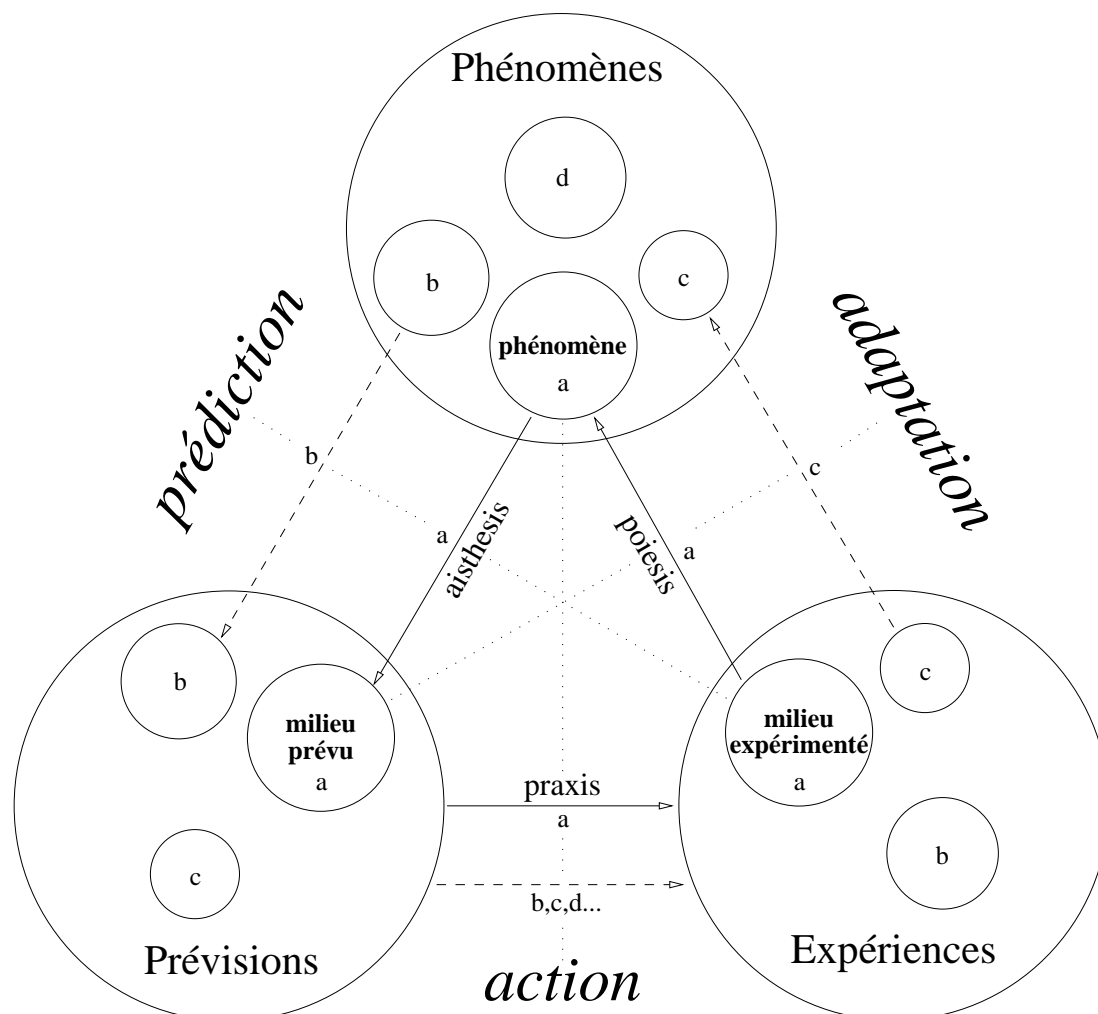 Phénomènes
d
b
c
phénomène
a
prédiction
adaptation
b
c
a
aisthesis
poiesis
a
b
milieu
prévu
a
c
milieu
expérimenté
a
praxis
a
c
b
b,c,d...
Prévisions
Expériences
action